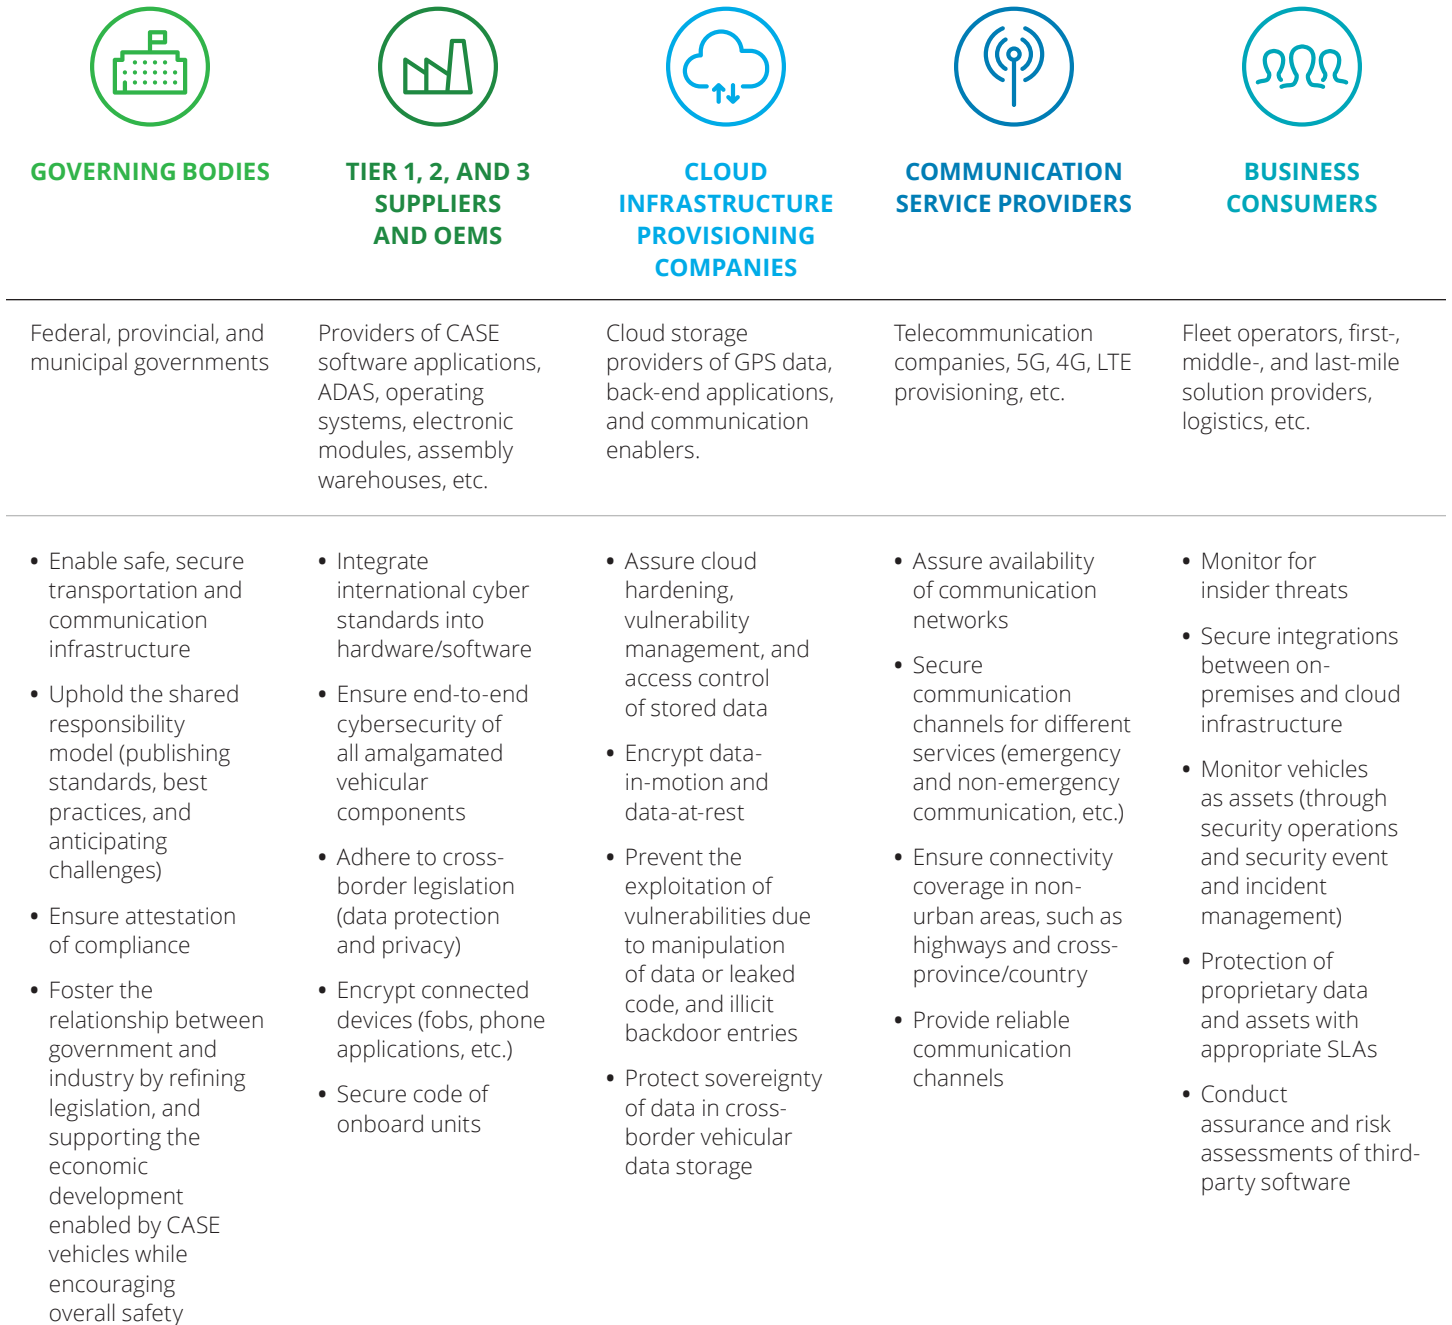 GOVERNING BODIES
TIER 1, 2, AND 3
SUPPLIERS
AND OEMS
CLOUD
INFRASTRUCTURE
PROVISIONING
COMPANIES
COMMUNICATION
SERVICE PROVIDERS
BUSINESS
CONSUMERS
Federal, provincial, and
municipal governments
Providers of CASE
software applications,
ADAS, operating
systems, electronic
modules, assembly
warehouses, etc.
Cloud storage
providers of GPS data,
back-end applications,
and communication
enablers.
Telecommunication
companies, 5G, 4G, LTE
provisioning, etc.
Fleet operators, first-,
middle-, and last-mile
solution providers,
logistics, etc.
• Enable safe, secure
transportation and
communication
infrastructure
• Uphold the shared
responsibility
model (publishing
standards, best
practices, and
anticipating
challenges)
• Ensure attestation
of compliance
• Foster the
relationship between
government and
industry by refining
legislation, and
supporting the
economic
development
enabled by CASE
vehicles while
encouraging
overall safety
• Integrate
international cyber
standards into
hardware/software
• Ensure end-to-end
cybersecurity of
all amalgamated
vehicular
components
• Adhere to cross-
border legislation
(data protection
and privacy)
• Encrypt connected
devices (fobs, phone
applications, etc.)
• Secure code of
onboard units
• Assure cloud
hardening,
vulnerability
management, and
access control
of stored data
• Encrypt data-
in-motion and
data-at-rest
• Prevent the
exploitation of
vulnerabilities due
to manipulation
of data or leaked
code, and illicit
backdoor entries
• Protect sovereignty
of data in cross-
border vehicular
data storage
• Assure availability
of communication
networks
• Secure
communication
channels for different
services (emergency
and non-emergency
communication, etc.)
• Ensure connectivity
coverage in non-
urban areas, such as
highways and cross-
province/country
• Provide reliable
communication
channels
• Monitor for
insider threats
• Secure integrations
between on-
premises and cloud
infrastructure
• Monitor vehicles
as assets (through
security operations
and security event
and incident
management)
• Protection of
proprietary data
and assets with
appropriate SLAs
• Conduct
assurance and risk
assessments of third-
party software